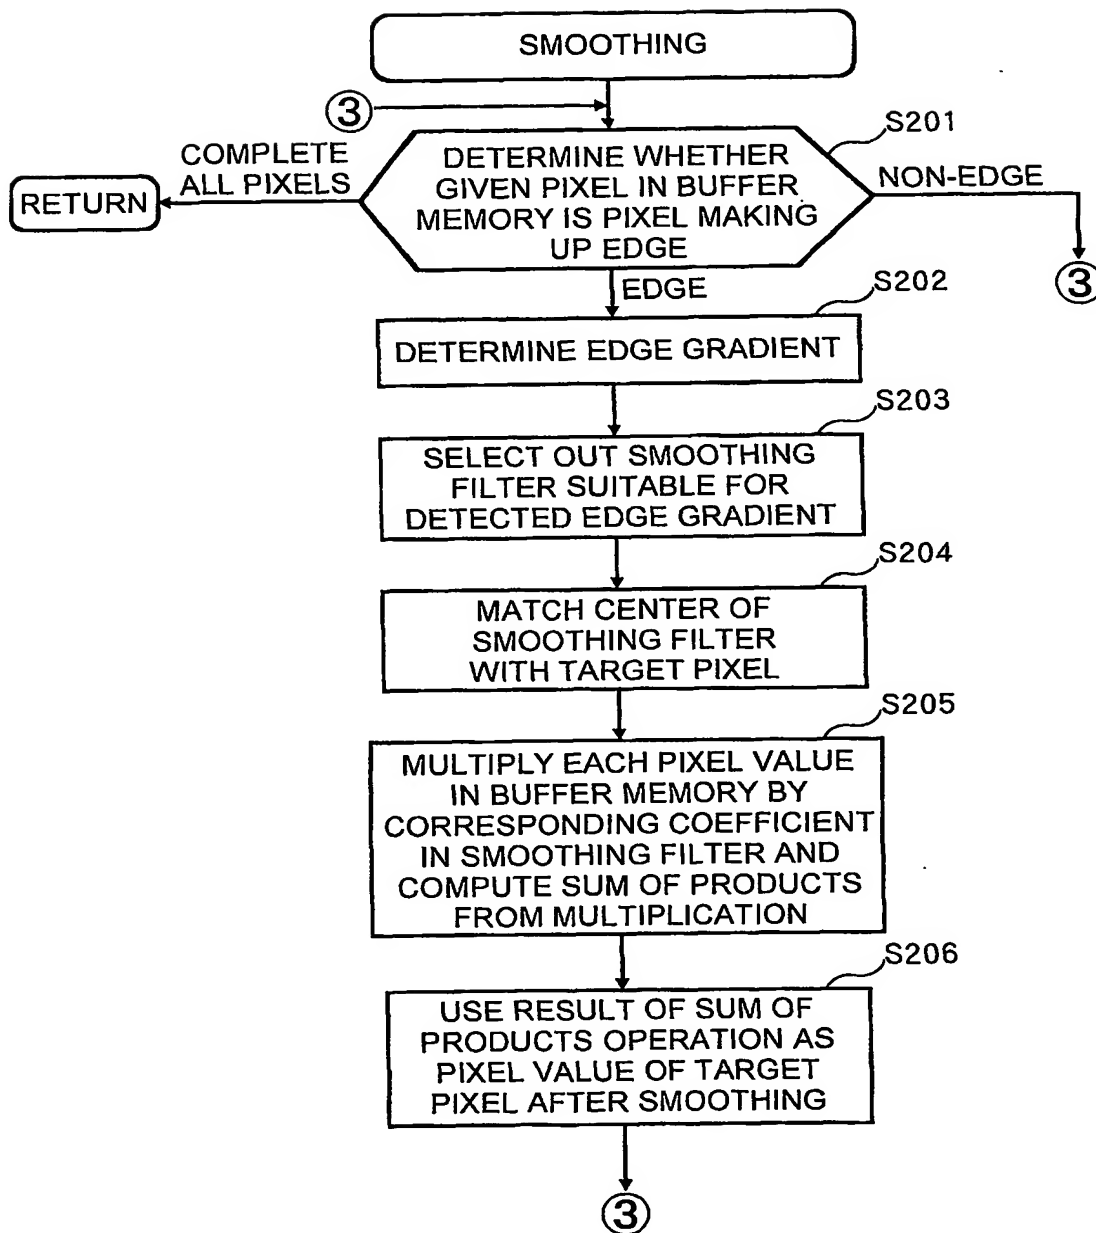 SMOOTHING
③
S201
COMPLETE
ALL PIXELS
DETERMINE WHETHER
GIVEN PIXEL IN BUFFER
MEMORY IS PIXEL MAKING
UP EDGE
NON-EDGE
RETURN
③
EDGE
S202
DETERMINE EDGE GRADIENT
S203
SELECT OUT SMOOTHING
FILTER SUITABLE FOR
DETECTED EDGE GRADIENT
S204
MATCH CENTER OF
SMOOTHING FILTER
WITH TARGET PIXEL
S205
MULTIPLY EACH PIXEL VALUE
IN BUFFER MEMORY BY
CORRESPONDING COEFFICIENT
IN SMOOTHING FILTER AND
COMPUTE SUM OF PRODUCTS
FROM MULTIPLICATION
S206
USE RESULT OF SUM OF
PRODUCTS OPERATION AS
PIXEL VALUE OF TARGET
PIXEL AFTER SMOOTHING
③